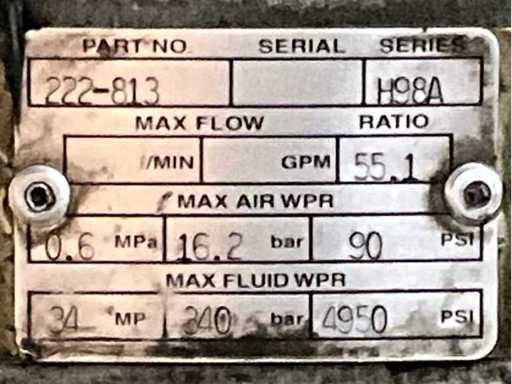 PART NO. SERIAL SERIES
222-813 H98A
MAX FLOW RATIO
l/MIN GPM 55.1
MAX AIR WPR
0.6 MPa 16.2 bar 90 PSI
MAX FLUID WPR
34 MP 340 bar 4950 PSI